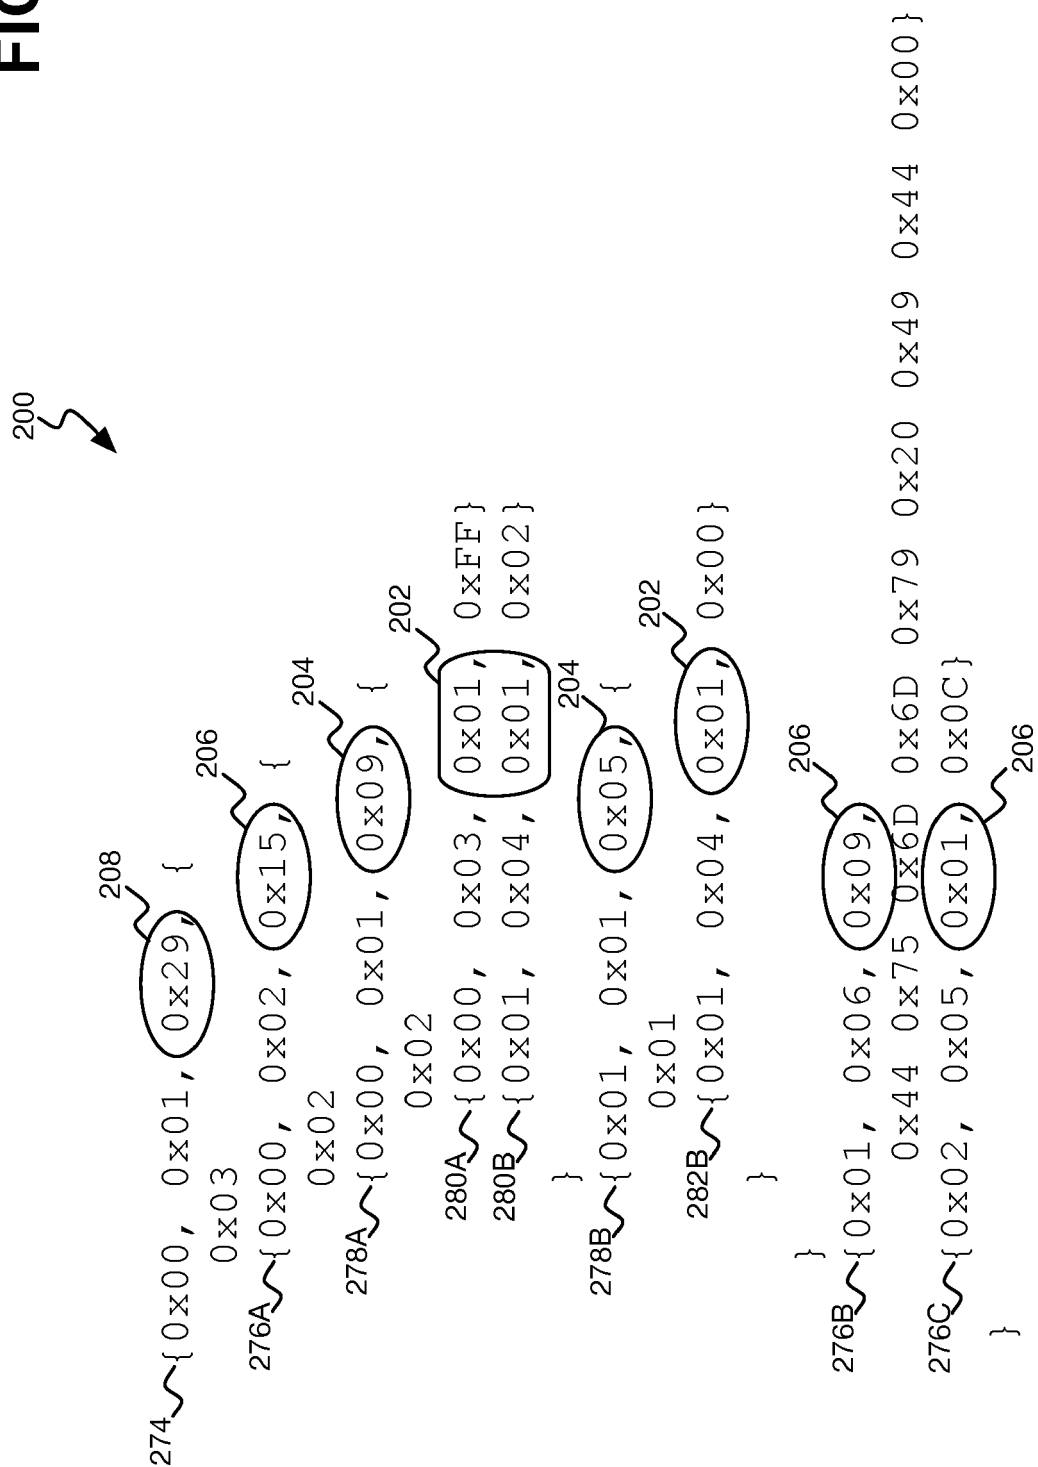 FIG
200
208
274 {0x00, 0x01, 0x29, {
0x03
206
276A {0x00, 0x02, 0x15, {
0x02
204
278A {0x00, 0x01, 0x09, {
0x02
202
280A {0x00, 0x03, 0x01, 0xFF}
280B {0x01, 0x04, 0x01, 0x02}
}
204
278B {0x01, 0x01, 0x05, {
0x01
202
282B {0x01, 0x04, 0x01, 0x00}
}
}
206
276B {0x01, 0x06, 0x09,
0x44 0x75 0x6D 0x6D 0x79 0x20 0x49 0x44 0x00}
276C {0x02, 0x05, 0x01, 0x0C}
206
}